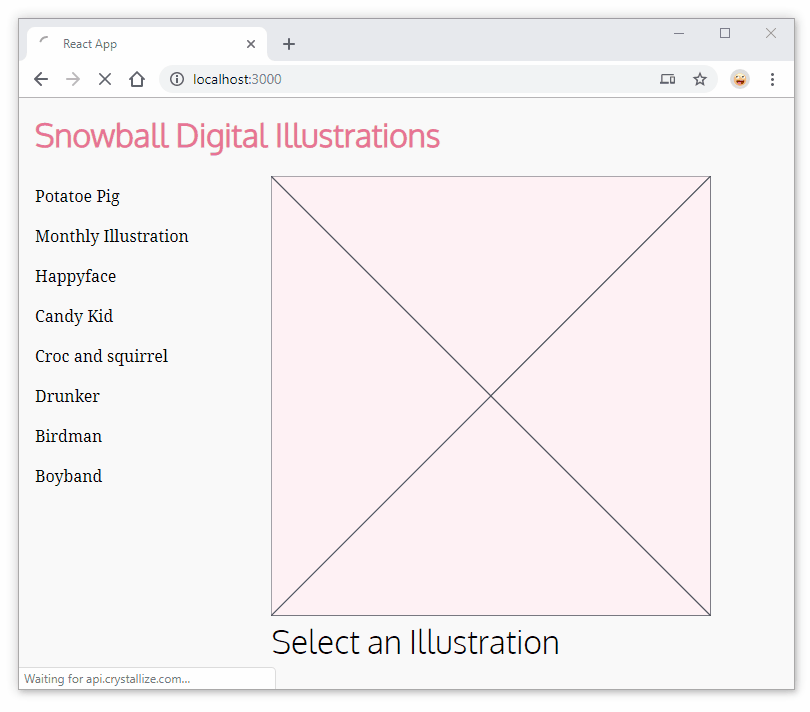 React App
localhost:3000
Snowball Digital Illustrations
Potatoe Pig
Monthly Illustration
Happyface
Candy Kid
Croc and squirrel
Drunker
Birdman
Boyband
Select an Illustration
Waiting for api.crystallize.com...